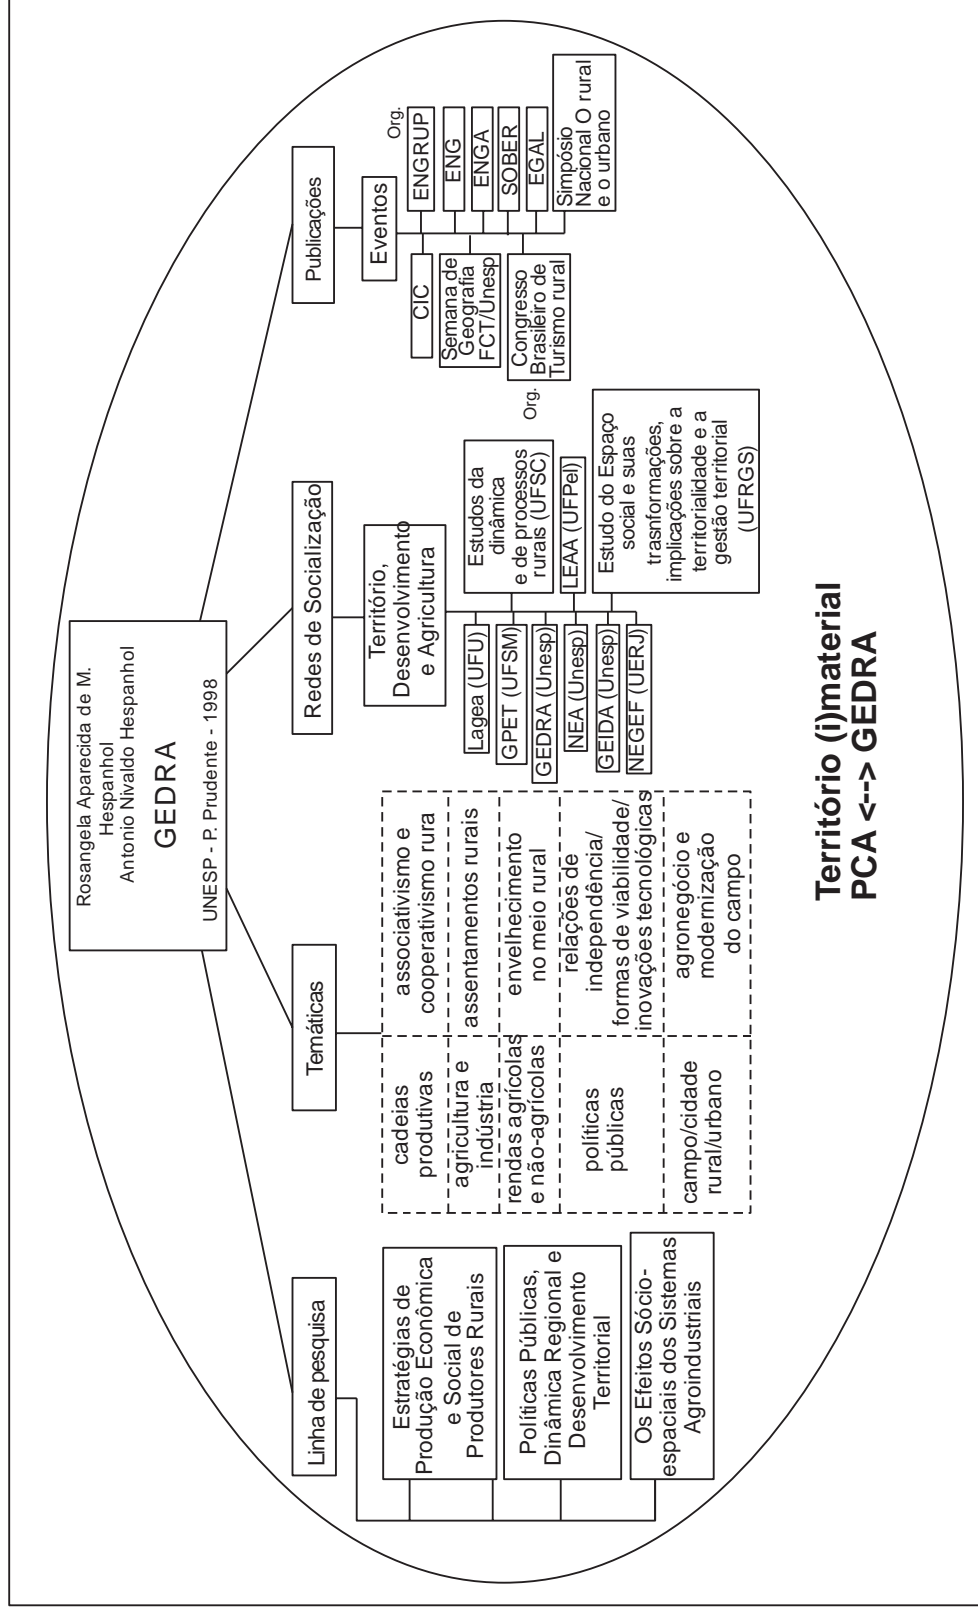 Rosangela Aparecida de M.
Hespanhol
Antonio Nivaldo Hespanhol
GEDRA
UNESP - P. Prudente - 1998
Linha de pesquisa
Estratégias de
Produção Econômica
e Social de
Produtores Rurais
Políticas Públicas,
Dinâmica Regional e
Desenvolvimento
Territorial
Os Efeitos Sócio-
espaciais dos Sistemas
Agroindustriais
Temáticas
cadeias
produtivas
associativismo e
cooperativismo rura
agricultura e
indústria
assentamentos rurais
rendas agrícolas
e não-agrícolas
envelhecimento
no meio rural
políticas
públicas
relações de
independência/
formas de viabilidade/
inovações tecnológicas
campo/cidade
rural/urbano
agronegócio e
modernização
do campo
Redes de Socialização
Território,
Desenvolvimento
e Agricultura
Lagea (UFU)
GPET (UFSM)
GEDRA (Unesp)
NEA (Unesp)
GEIDA (Unesp)
NEGEF (UERJ)
Estudos da
dinâmica
e de processos
rurais (UFSC)
LEAA (UFPel)
Estudo do Espaço
social e suas
trasnformações,
implicações sobre a
territorialidade e a
gestão territorial
(UFRGS)
Publicações
Eventos
CIC
Semana de
Geografia
FCT/Unesp
Congresso
Brasileiro de
Turismo rural
Org.
Org.
ENGRUP
ENG
ENGA
SOBER
EGAL
Simpósio
Nacional O rural
e o urbano
Território (i)material
PCA <--> GEDRA